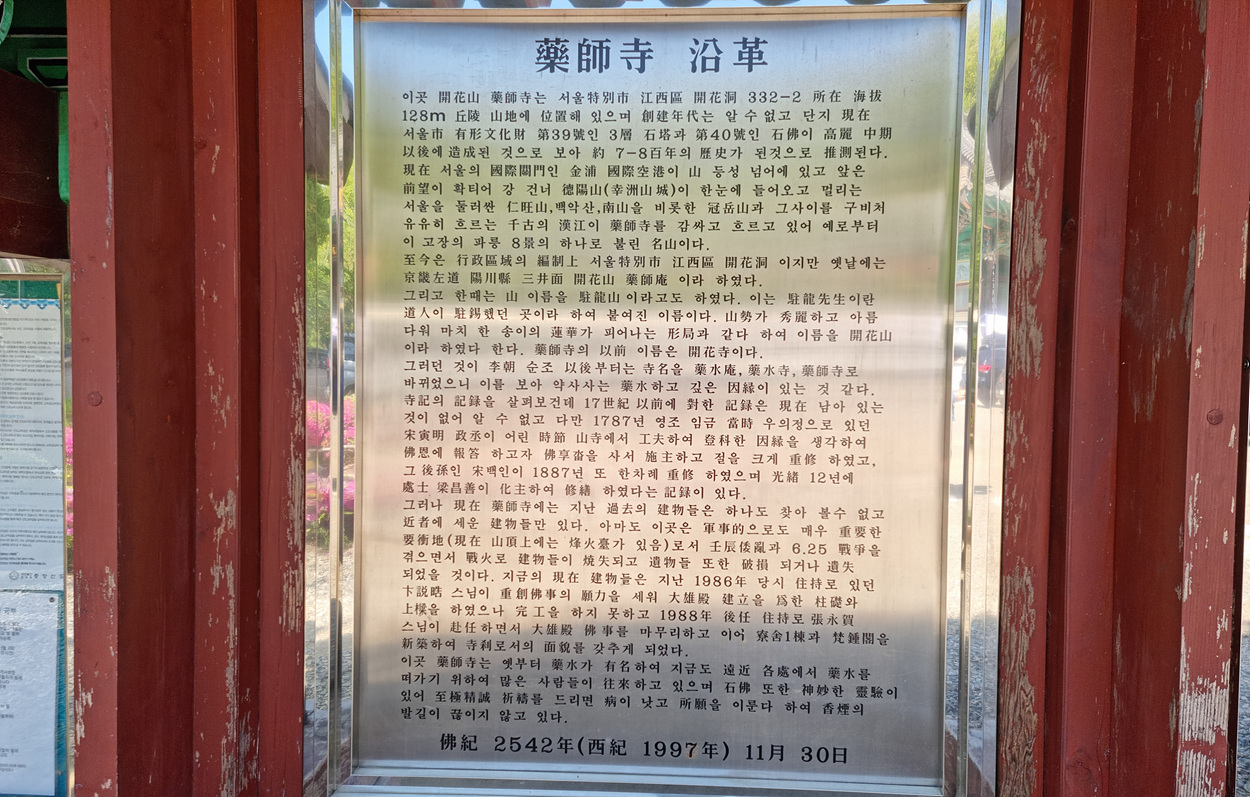 藥師寺 沿革
이곳 開花山 藥師寺는 서울特別市 江西區 開花洞 332-2 所在 海拔
128m 丘陵 山地에 位置해 있으며 創建年代는 알 수없고 단지 現在
서울市 有形文化財 第39號인 3層 石塔과 第40號인 石佛이 高麗 中期
以後에 造成된 것으로 보아 約 7-8百年의 歷史가 된것으로 推測된다.
現在 서울의 國際關門인 金浦 國際空港이 山 등성 넘어에 있고 앞은
前望이 확티어 강 건너 德陽山(幸洲山城)이 한눈에 들어오고 멀리는
서울을 둘러싼 仁旺山,백악산,南山을 비롯한 冠岳山과 그사이를 구비쳐
유유히 흐르는 千古의 漢江이 藥師寺를 감싸고 흐르고 있어 예로부터
이 고장의 파릉 8景의 하나로 불린 名山이다.
至今은 行政區域의 編制上 서울特別市 江西區 開花洞 이지만 옛날에는
京畿左道 陽川縣 三井面 開花山 藥師庵 이라 하였다.
그리고 한때는 山 이름을 駐龍山이라고도 하였다. 이는 駐龍先生이란
道人이 駐錫했던 곳이라 하여 붙여진 이름이다. 山勢가 秀麗하고 아름
다워 마치 한 송이의 蓮華가 피어나는 形局과 같다 하여 이름을 開花山
이라 하였다 한다. 藥師寺의 以前 이름은 開花寺이다.
그러던 것이 李朝 순조 以後부터는 寺名을 藥水庵, 藥水寺, 藥師寺로
바뀌었으니 이를 보아 약사사는 藥水하고 깊은 因緣이 있는 것 같다.
寺記의 記錄을 살펴보건데 17世紀 以前에 對한 記錄은 現在 남아 있는
것이 없어 알 수 없고 다만 1787년 영조 임금 當時 우의정으로 있던
宋寅明 政丞이 어린 時節 山寺에서 工夫하여 登科한 因緣을 생각하여
佛恩에 報答 하고자 佛享畓을 사서 施主하고 절을 크게 重修 하였고,
그 後孫인 宋백인이 1887년 또 한차례 重修 하였으며 光緖 12년에
處士 梁昌善이 化主하여 修繕 하였다는 記錄이 있다.
그러나 現在 藥師寺에는 지난 過去의 建物들은 하나도 찾아 볼수 없고
近者에 세운 建物들만 있다. 아마도 이곳은 軍事的으로도 매우 重要한
要衝地(現在 山頂上에는 烽火臺가 있음)로서 壬辰倭亂과 6.25 戰爭을
겪으면서 戰火로 建物들이 燒失되고 遺物들 또한 破損 되거나 遺失
되었을 것이다. 지금의 現在 建物들은 지난 1986年 당시 住持로 있던
卞説晧 스님이 重創佛事의 願力을 세워 大雄殿 建立을 爲한 柱礎와
上樑을 하였으나 完工을 하지 못하고 1988年 後任 住持로 張永賀
스님이 赴任하면서 大雄殿 佛事를 마무리하고 이어 寮舍1棟과 梵鍾閣을
新築하여 寺刹로서의 面貌를 갖추게 되었다.
이곳 藥師寺는 옛부터 藥水가 有名하여 지금도 遠近 各處에서 藥水를
떠가기 위하여 많은 사람들이 往來하고 있으며 石佛 또한 神妙한 靈驗이
있어 至極精誠 祈禱를 드리면 病이 낫고 所願을 이룬다 하여 香煙의
발길이 끊이지 않고 있다.
佛紀 2542年(西紀 1997年) 11月 30日